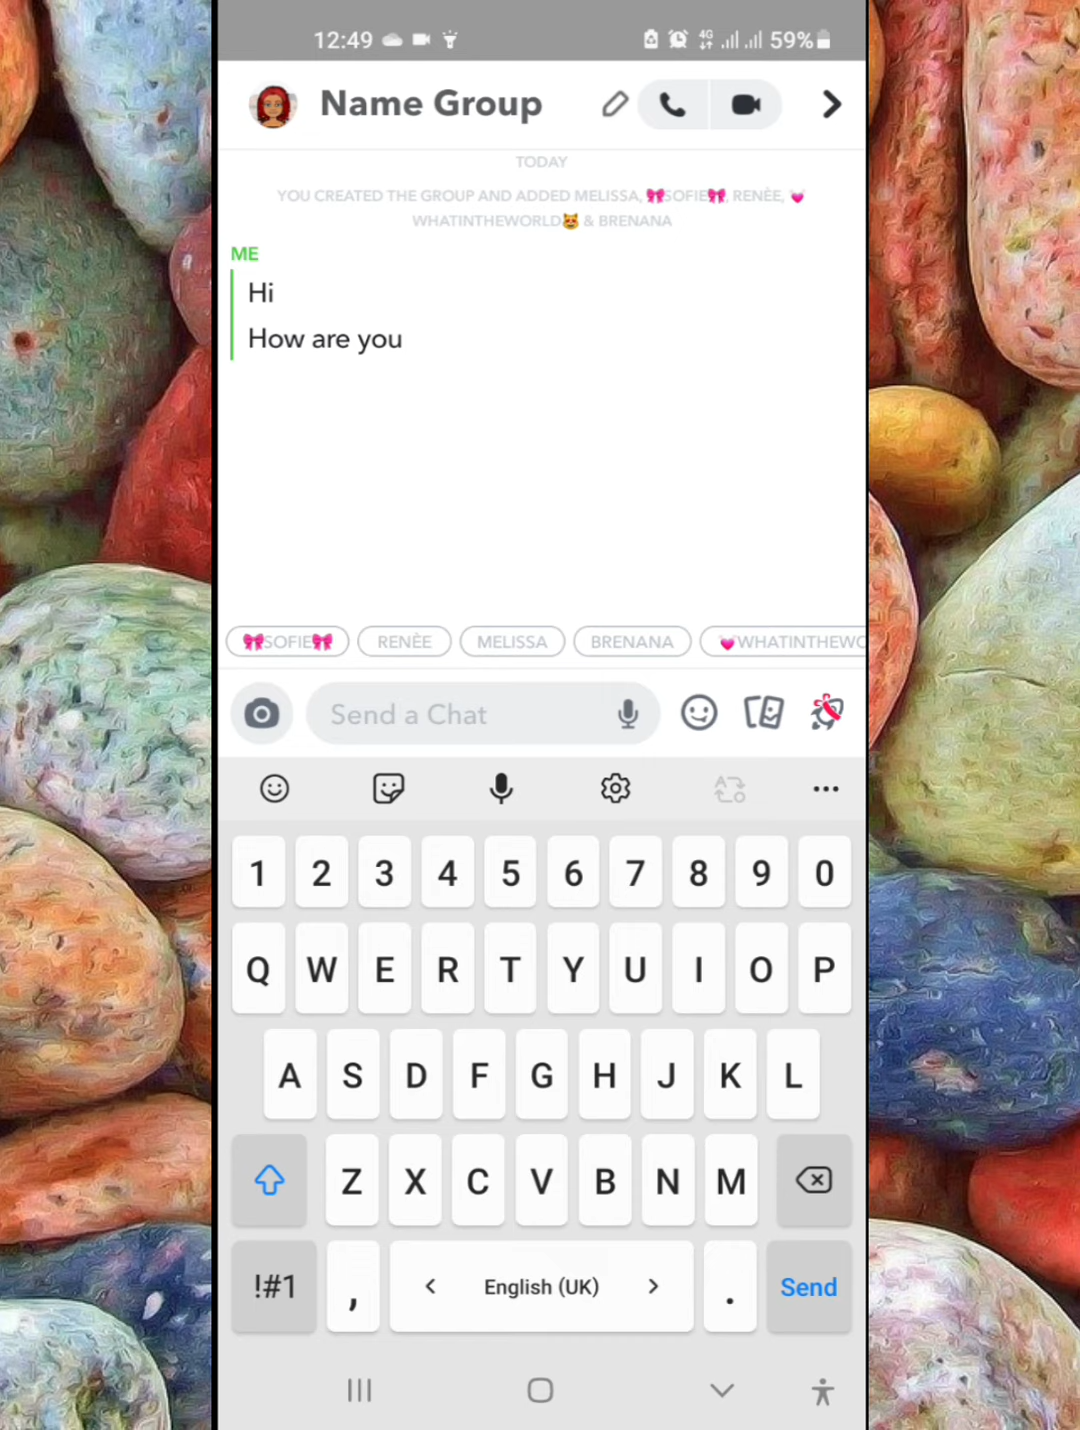 12:49 4G 59%
Name Group
TODAY
YOU CREATED THE GROUP AND ADDED MELISSA, 🎀SOFIE🎀, RENÈE, 💓
WHATINTHEWORLD😻 & BRENANA
ME
Hi
How are you
🎀SOFIE🎀 RENÈE MELISSA BRENANA 💓WHATINTHEWO
Send a Chat
1 2 3 4 5 6 7 8 9 0
Q W E R T Y U I O P
A S D F G H J K L
Z X C V B N M
!#1 , < English (UK) > . Send